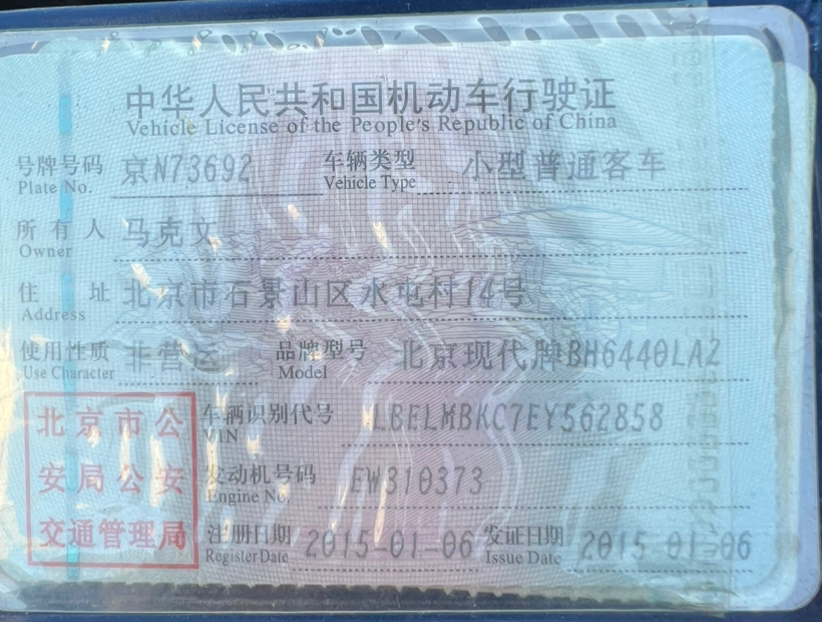 中华人民共和国机动车行驶证
Vehicle License of the People's Republic of China
号牌号码 京N73692 车辆类型 小型普通客车
Plate No. Vehicle Type
所有人 马克文
Owner
住址 北京市石景山区水屯村14号
Address
使用性质 非营运 品牌型号 北京现代牌BH6440LAZ
Use Character Model
车辆识别代号 LBELMBKC7EY562858
VIN
发动机号码 EW310373
Engine No.
注册日期 2015-01-06 发证日期 2015-01-06
Register Date Issue Date
北京市公
安局公安
交通管理局